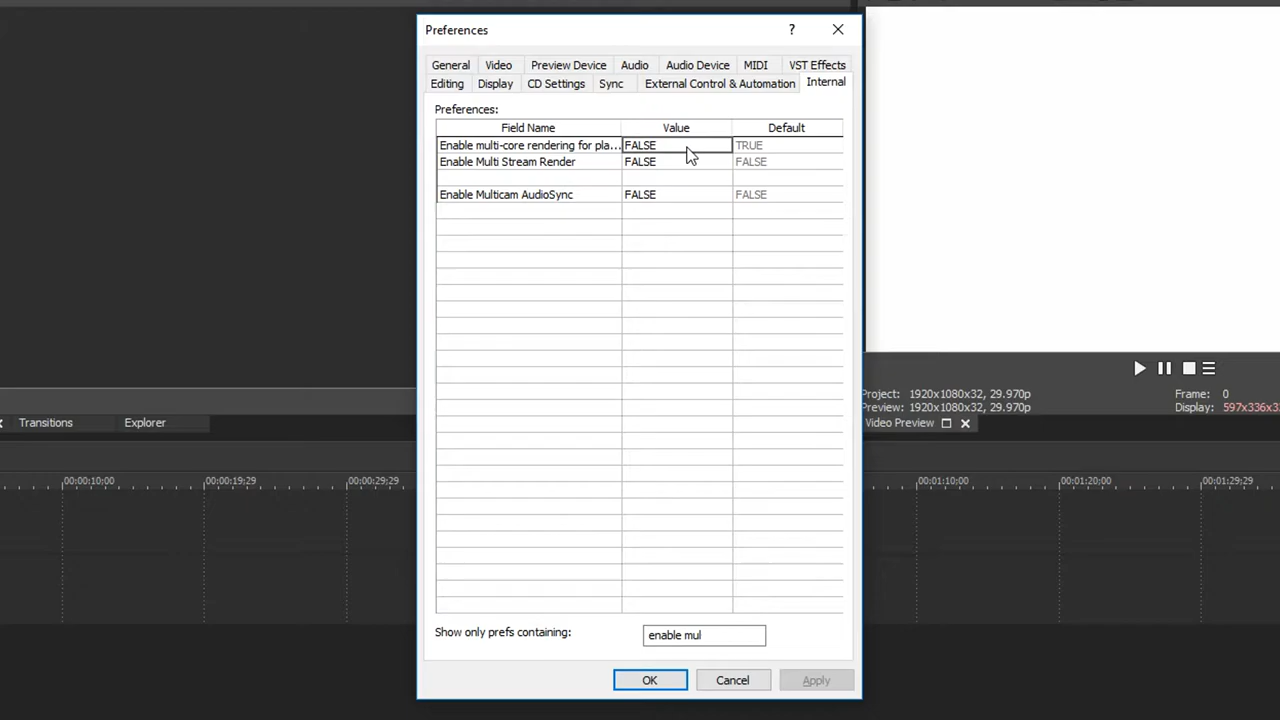 Preferences
?
General Video Preview Device Audio Audio Device MIDI VST Effects
Editing Display CD Settings Sync External Control & Automation Internal
Preferences:
Field Name Value Default
Enable multi-core rendering for pla... FALSE TRUE
Enable Multi Stream Render FALSE FALSE
Enable Multicam AudioSync FALSE FALSE
Show only prefs containing: enable mul
OK Cancel Apply
Project: 1920x1080x32, 29.970p Frame: 0
Preview: 1920x1080x32, 29.970p Display: 597x336x3
Video Preview
Transitions Explorer
00:00:10;00 00:00:19;29 00:00:29;29 00:01:10;00 00:01:20;00 00:01:29;29